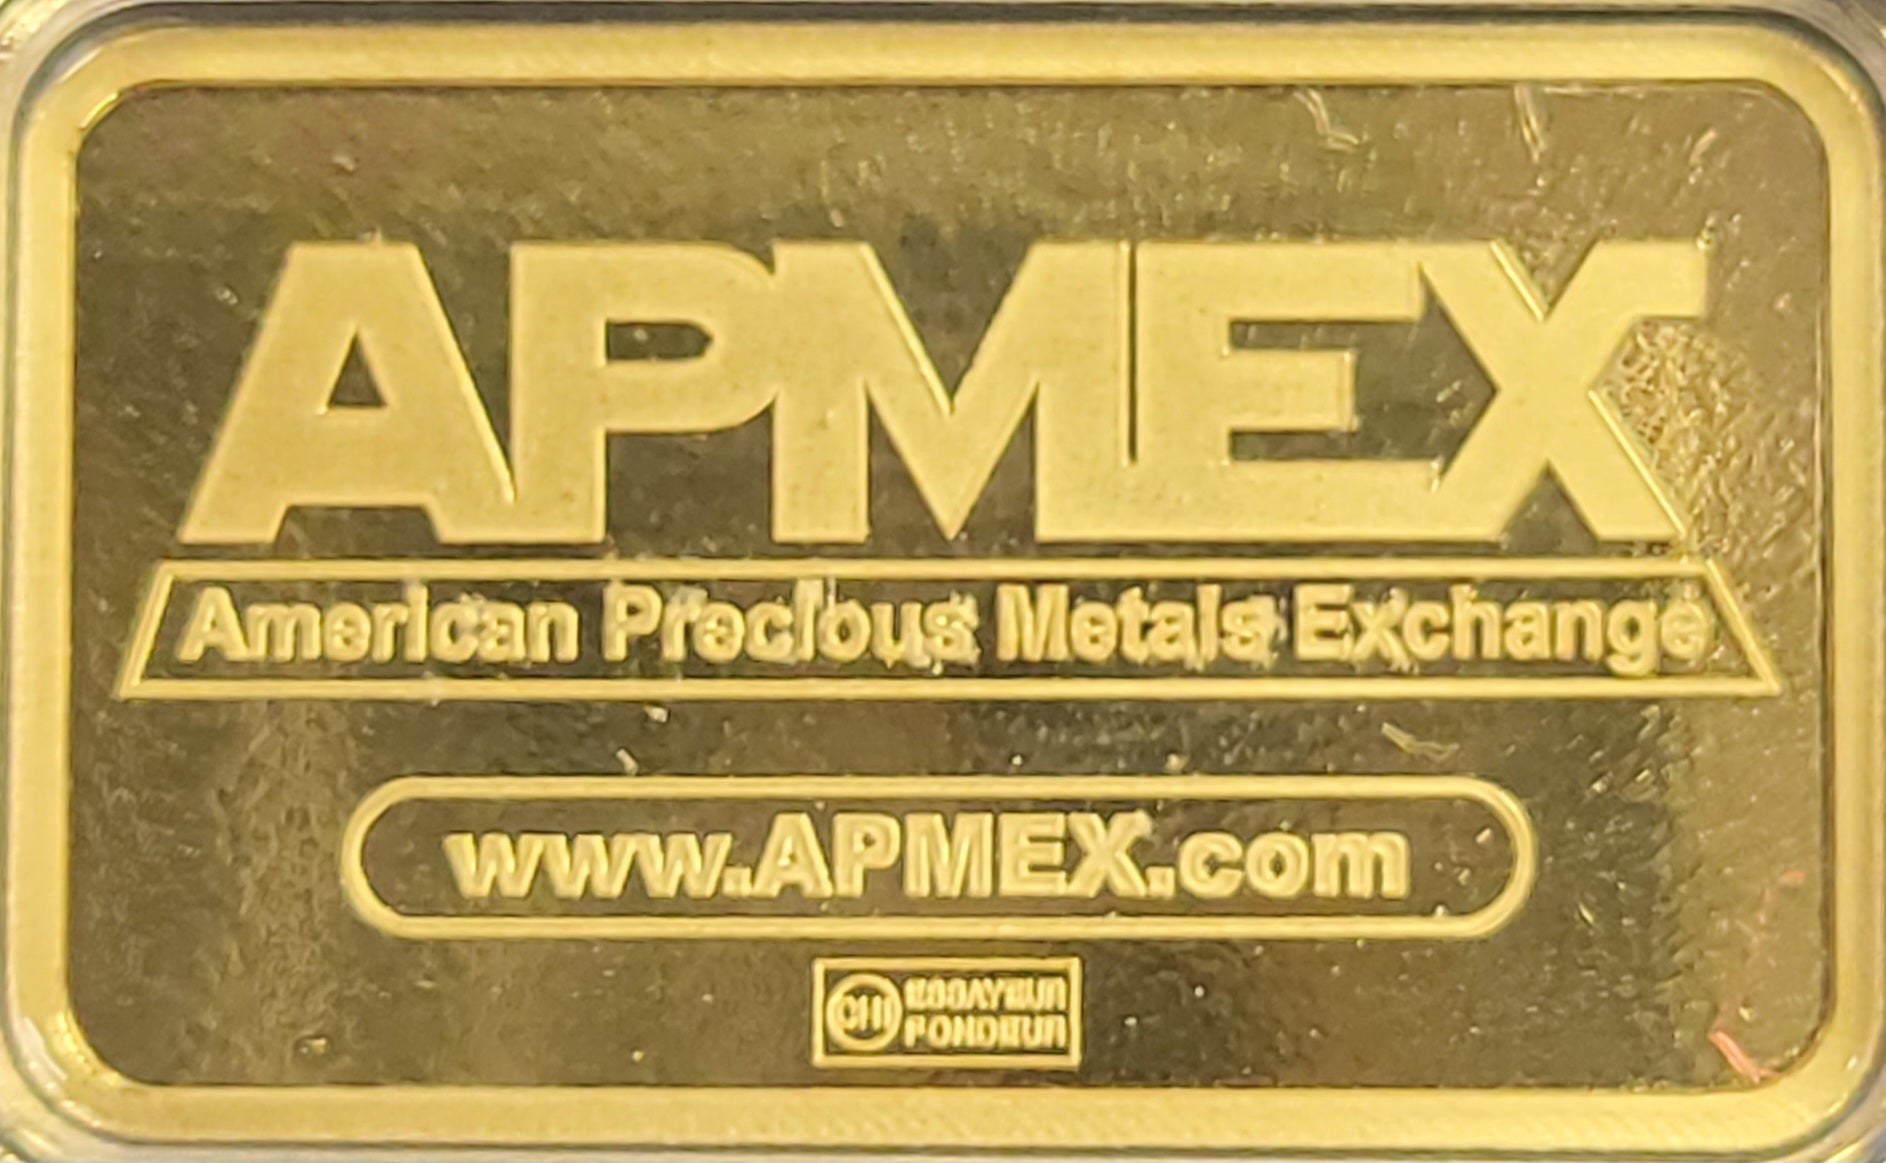 APMEX
American Precious Metals Exchange
www.APMEX.com
CHI ESSAYEUR
FONDEUR